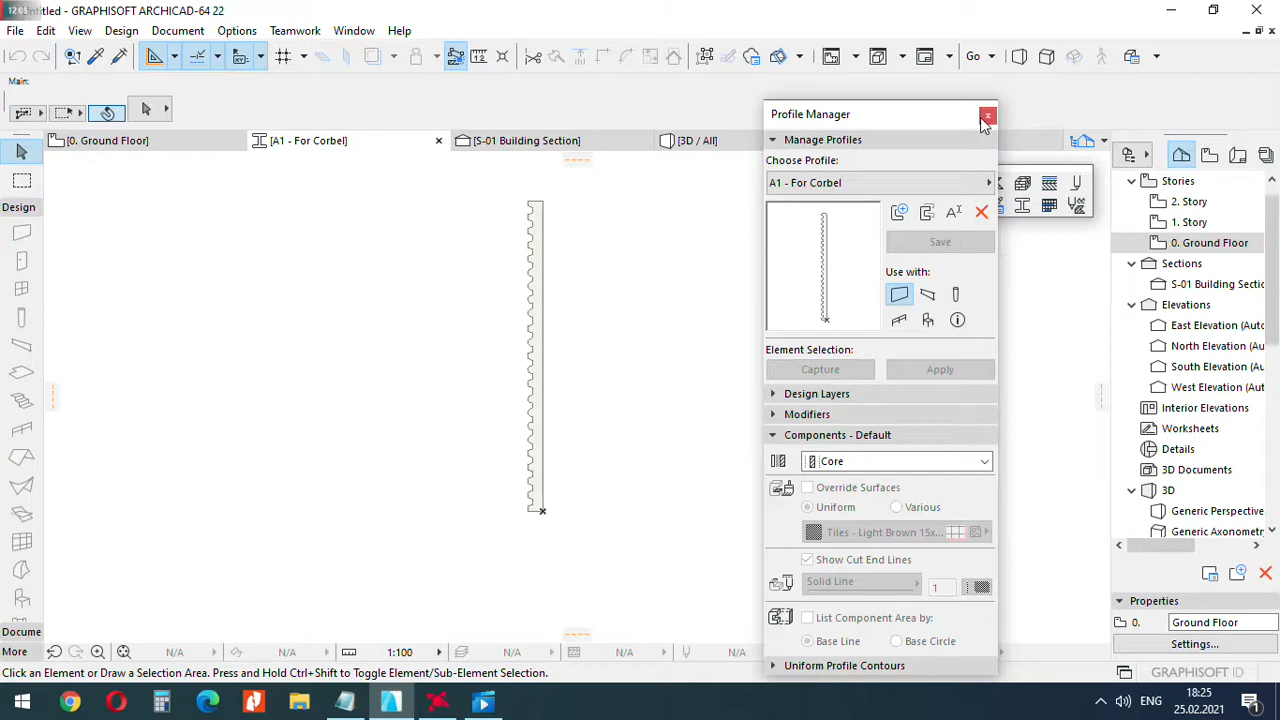 12:03
ntitled - GRAPHISOFT ARCHICAD-64 22
File Edit View Design Document Options Teamwork Window Help
Go
Main:
[0. Ground Floor]
[A1 - For Corbel]
[S-01 Building Section]
[3D / All]
Design
Docume
More
Profile Manager
Manage Profiles
Choose Profile:
A1 - For Corbel
Save
Use with:
Element Selection:
Capture
Apply
Design Layers
Modifiers
Components - Default
Core
Override Surfaces
Uniform
Various
Tiles - Light Brown 15x...
Show Cut End Lines
Solid Line
1
List Component Area by:
Base Line
Base Circle
Uniform Profile Contours
Stories
2. Story
1. Story
0. Ground Floor
Sections
S-01 Building Sectio
Elevations
East Elevation (Auto
North Elevation (Aut
South Elevation (Aut
West Elevation (Auto
Interior Elevations
Worksheets
Details
3D Documents
3D
Generic Perspective
Generic Axonometr
Properties
0. Ground Floor
Settings...
N/A
1:100
N/A
N/A
N/A
Click an Element or Draw a Selection Area. Press and Hold Ctrl+Shift to Toggle Element/Sub-Element Selection.
GRAPHISOFT ID
ENG
18:25
25.02.2021
1